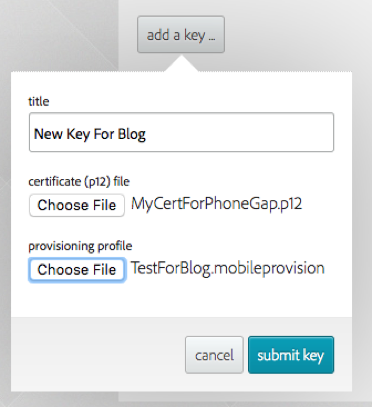 add a key ...
title
New Key For Blog
certificate (p12) file
Choose File MyCertForPhoneGap.p12
provisioning profile
Choose File TestForBlog.mobileprovision
cancel submit key